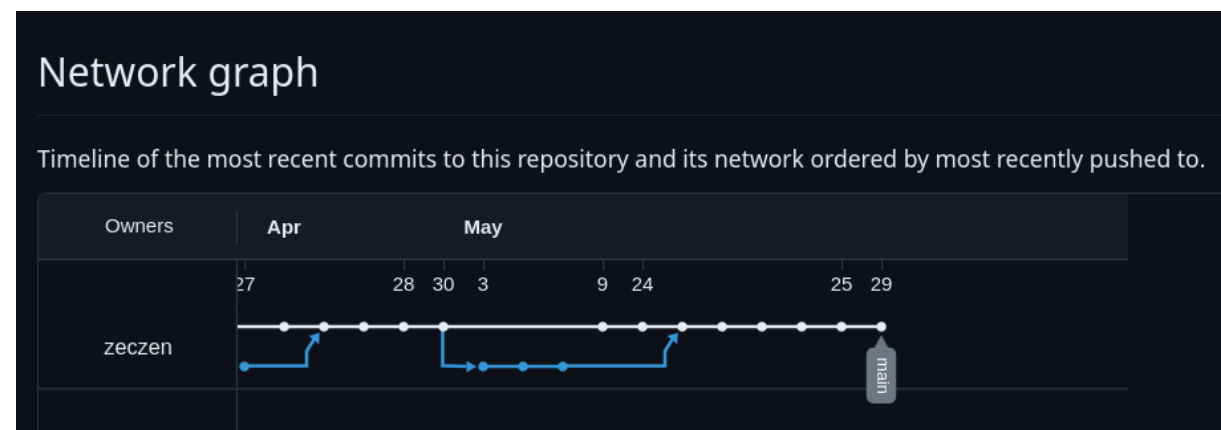 Network graph
Timeline of the most recent commits to this repository and its network ordered by most recently pushed to.
Owners Apr May
27 28 30 3 9 24 25 29
zeczen
main